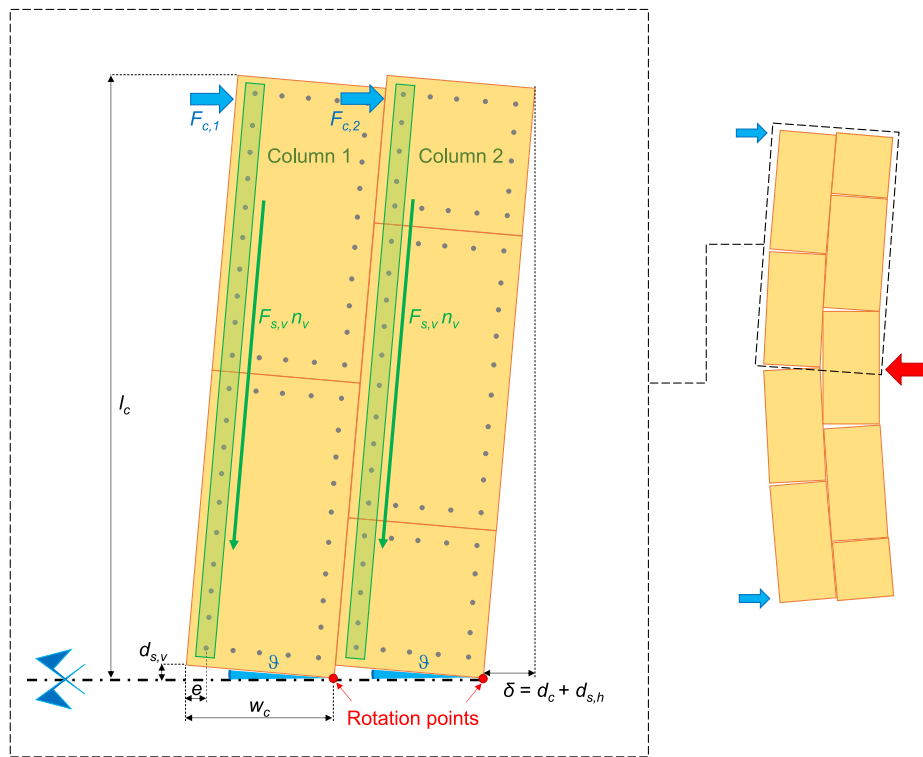 F_c,1
F_c,2
Column 1
Column 2
F_s,v n_v
F_s,v n_v
l_c
d_s,v
ϑ
ϑ
e
w_c
δ = d_c + d_s,h
Rotation points